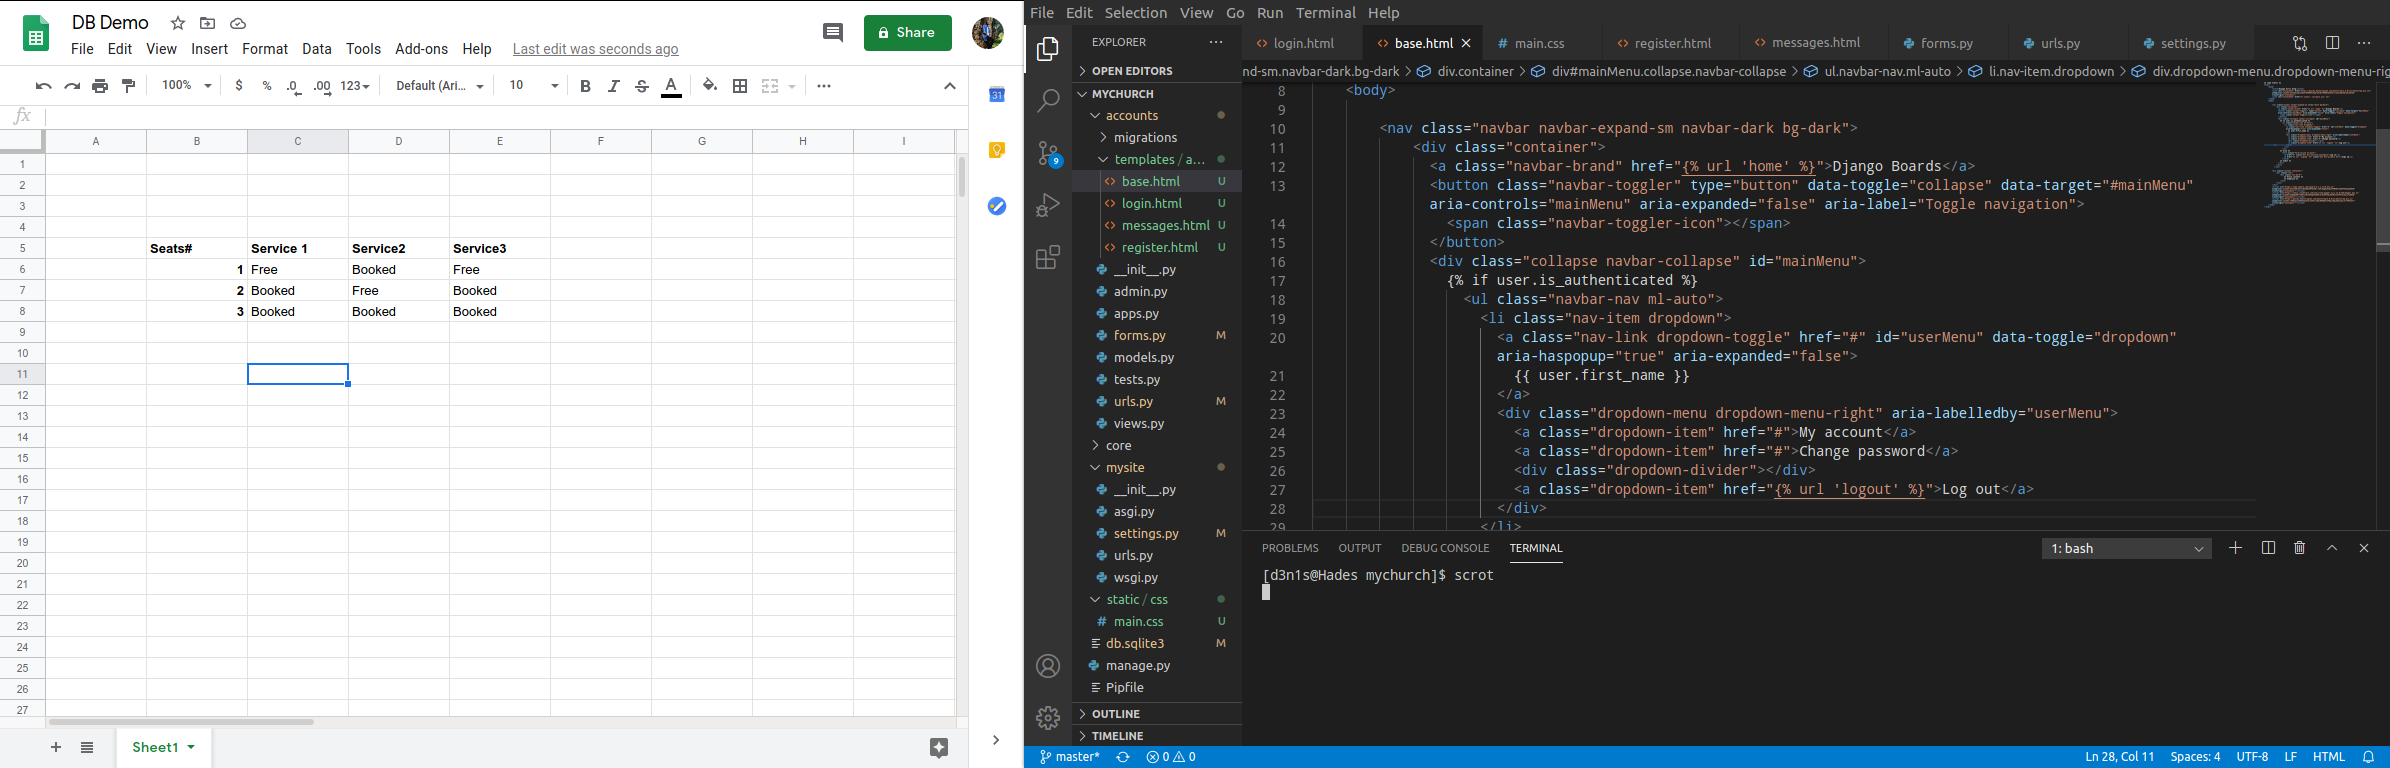 DB Demo
File Edit View Insert Format Data Tools Add-ons Help Last edit was seconds ago
Share
100% $ % .0 .00 123 Default (Ari... 10 B I S A
fx
A B C D E F G H I
1
2
3
4
5 Seats# Service 1 Service2 Service3
6 1 Free Booked Free
7 2 Booked Free Booked
8 3 Booked Booked Booked
9
10
11
12
13
14
15
16
17
18
19
20
21
22
23
24
25
26
27
Sheet1
31
File Edit Selection View Go Run Terminal Help
EXPLORER
OPEN EDITORS
MYCHURCH
accounts
migrations
templates / a...
base.html U
login.html U
messages.html U
register.html U
__init__.py
admin.py
apps.py
forms.py M
models.py
tests.py
urls.py M
views.py
core
mysite
__init__.py
asgi.py
settings.py M
urls.py
wsgi.py
static / css
# main.css U
db.sqlite3 M
manage.py
Pipfile
OUTLINE
TIMELINE
9
login.html base.html # main.css register.html messages.html forms.py urls.py settings.py
nd-sm.navbar-dark.bg-dark > div.container > div#mainMenu.collapse.navbar-collapse > ul.navbar-nav.ml-auto > li.nav-item.dropdown > div.dropdown-menu.dropdown-menu-rig
8 <body>
9
10 <nav class="navbar navbar-expand-sm navbar-dark bg-dark">
11 <div class="container">
12 <a class="navbar-brand" href="{% url 'home' %}">Django Boards</a>
13 <button class="navbar-toggler" type="button" data-toggle="collapse" data-target="#mainMenu"
aria-controls="mainMenu" aria-expanded="false" aria-label="Toggle navigation">
14 <span class="navbar-toggler-icon"></span>
15 </button>
16 <div class="collapse navbar-collapse" id="mainMenu">
17 {% if user.is_authenticated %}
18 <ul class="navbar-nav ml-auto">
19 <li class="nav-item dropdown">
20 <a class="nav-link dropdown-toggle" href="#" id="userMenu" data-toggle="dropdown"
aria-haspopup="true" aria-expanded="false">
21 {{ user.first_name }}
22 </a>
23 <div class="dropdown-menu dropdown-menu-right" aria-labelledby="userMenu">
24 <a class="dropdown-item" href="#">My account</a>
25 <a class="dropdown-item" href="#">Change password</a>
26 <div class="dropdown-divider"></div>
27 <a class="dropdown-item" href="{% url 'logout' %}">Log out</a>
28 </div>
29 </li>
PROBLEMS OUTPUT DEBUG CONSOLE TERMINAL 1: bash
[d3n1s@Hades mychurch]$ scrot
master* 0 0 Ln 28, Col 11 Spaces: 4 UTF-8 LF HTML